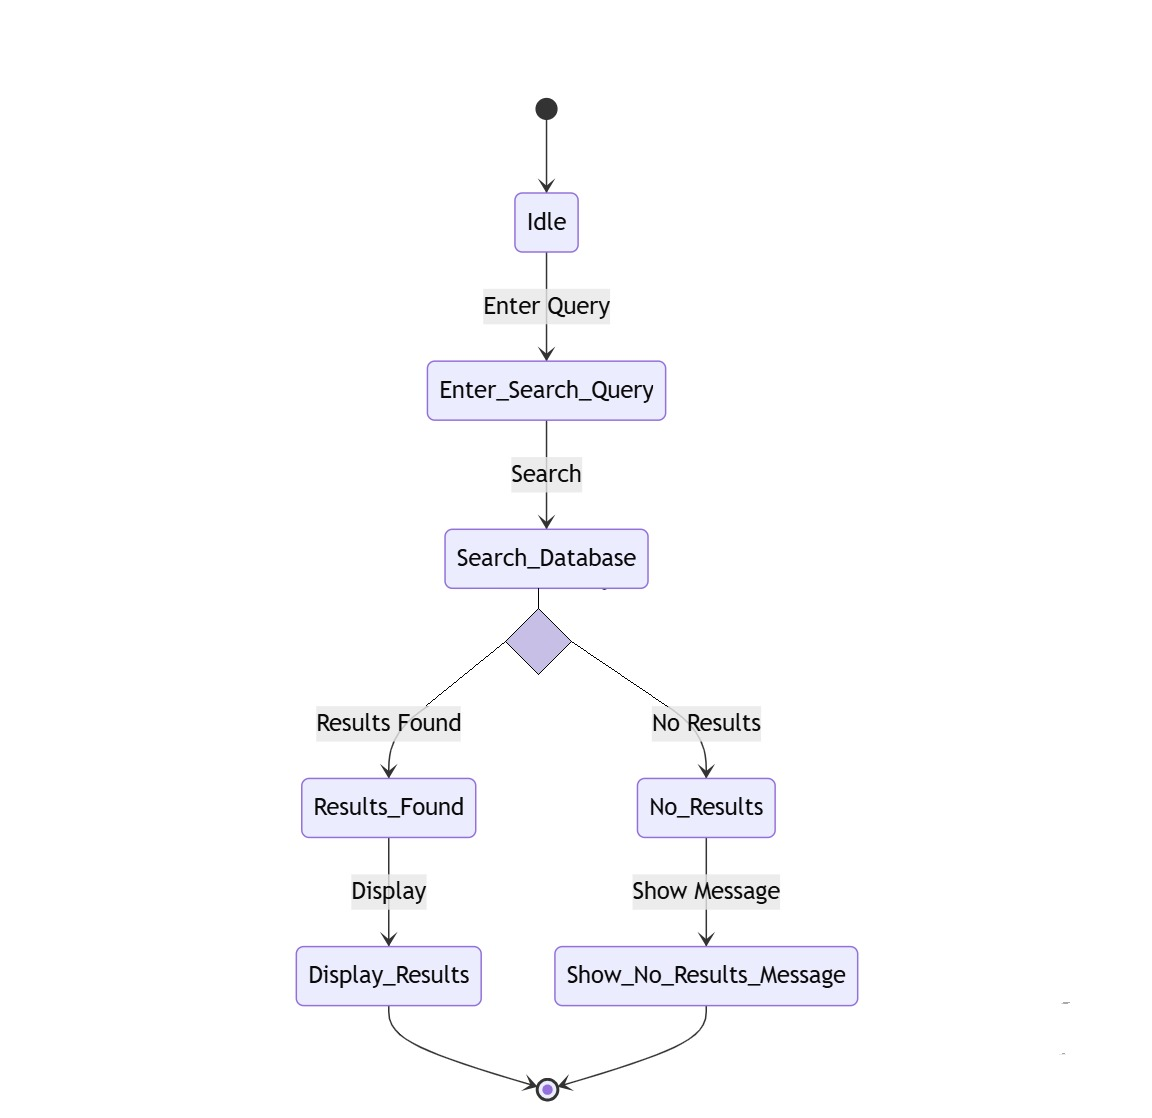 Idle
Enter Query
Enter_Search_Query
Search
Search_Database
Results Found
No Results
Results_Found
No_Results
Display
Show Message
Display_Results
Show_No_Results_Message